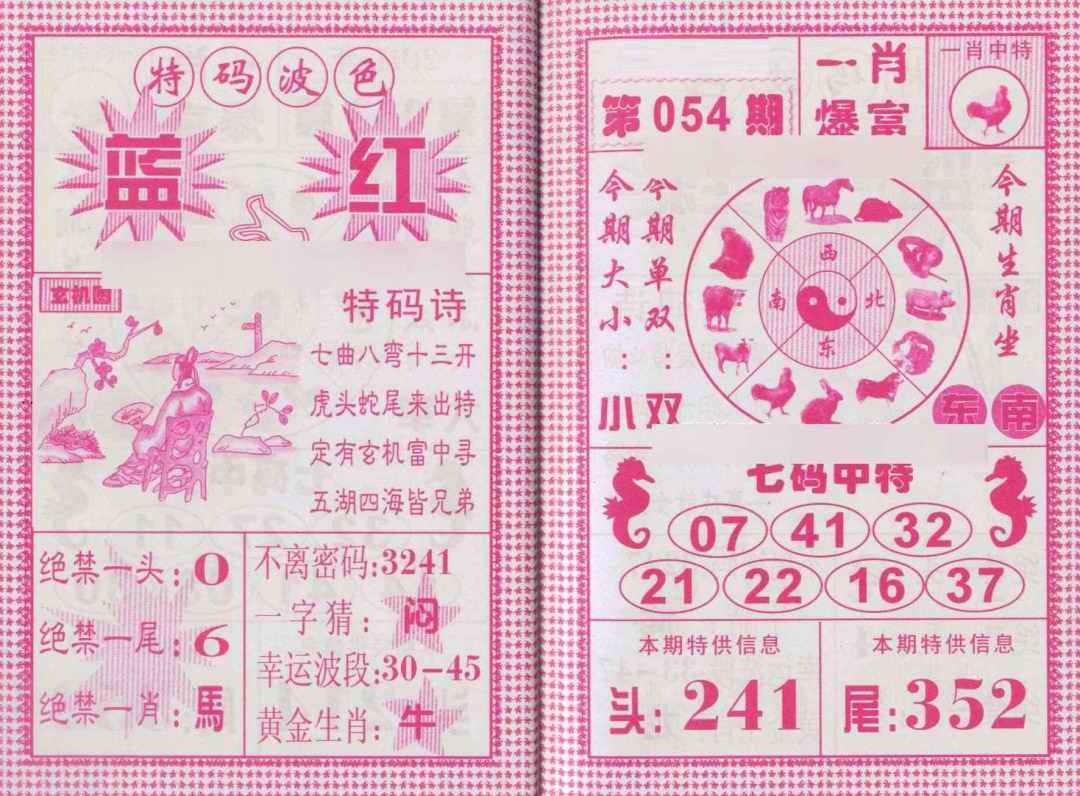 特码波色
蓝 红
玄机图
特码诗
七曲八弯十三开
虎头蛇尾来出特
定有玄机富中寻
五湖四海皆兄弟
绝禁一头:0
绝禁一尾:6
绝禁一肖:馬
不离密码:3241
一字猜:闷
幸运波段:30-45
黄金生肖:牛
第054期
一肖
爆富
一肖中特
今期大小:小
今期单双:双
西
南 北
东
今期生肖坐
东南
七码中特
07 41 32
21 22 16 37
本期特供信息
头:241
本期特供信息
尾:352